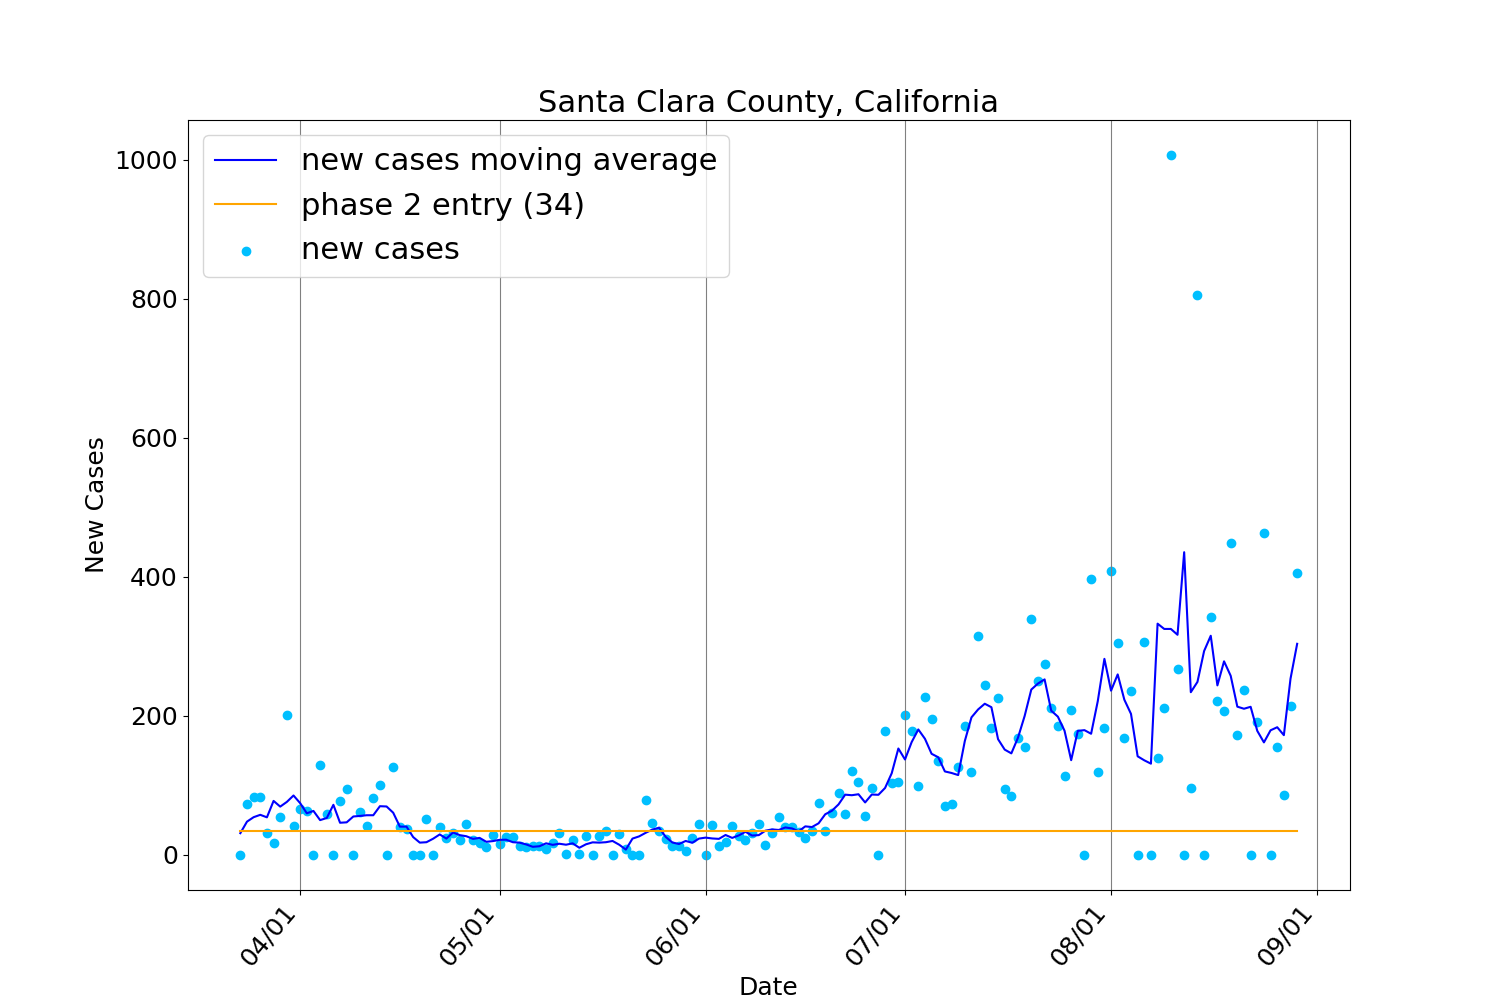 Santa Clara County, California
new cases moving average
phase 2 entry (34)
new cases
1000
800
600
400
200
0
New Cases
04/01
05/01
06/01
07/01
08/01
09/01
Date